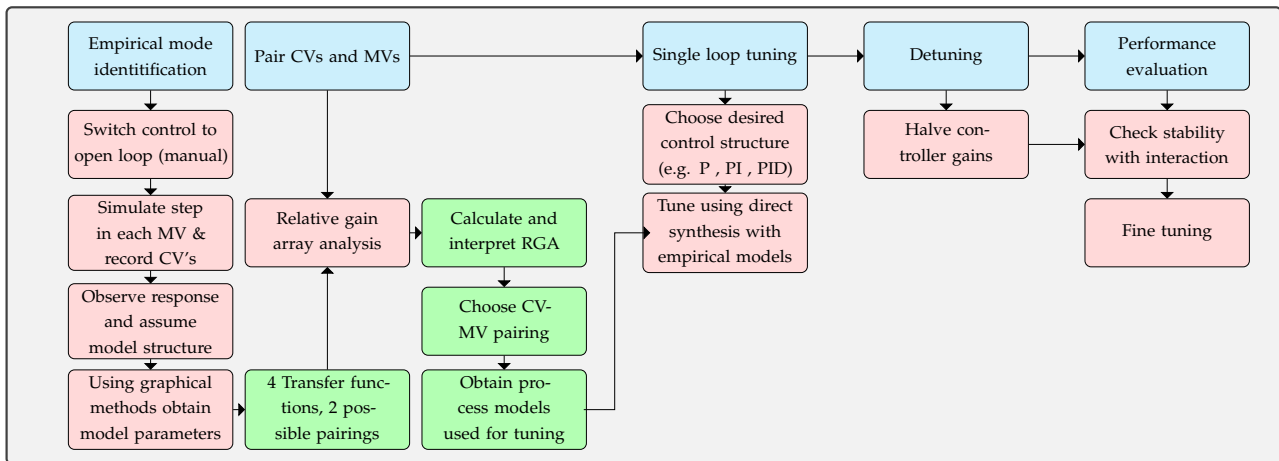 Empirical mode
identitification
Pair CVs and MVs
Single loop tuning
Detuning
Performance
evaluation
Switch control to
open loop (manual)
Simulate step
in each MV &
record CV's
Observe response
and assume
model structure
Using graphical
methods obtain
model parameters
Relative gain
array analysis
4 Transfer func-
tions, 2 pos-
sible pairings
Calculate and
interpret RGA
Choose CV-
MV pairing
Obtain pro-
cess models
used for tuning
Choose desired
control structure
(e.g. P , PI , PID)
Tune using direct
synthesis with
empirical models
Halve con-
troller gains
Check stability
with interaction
Fine tuning